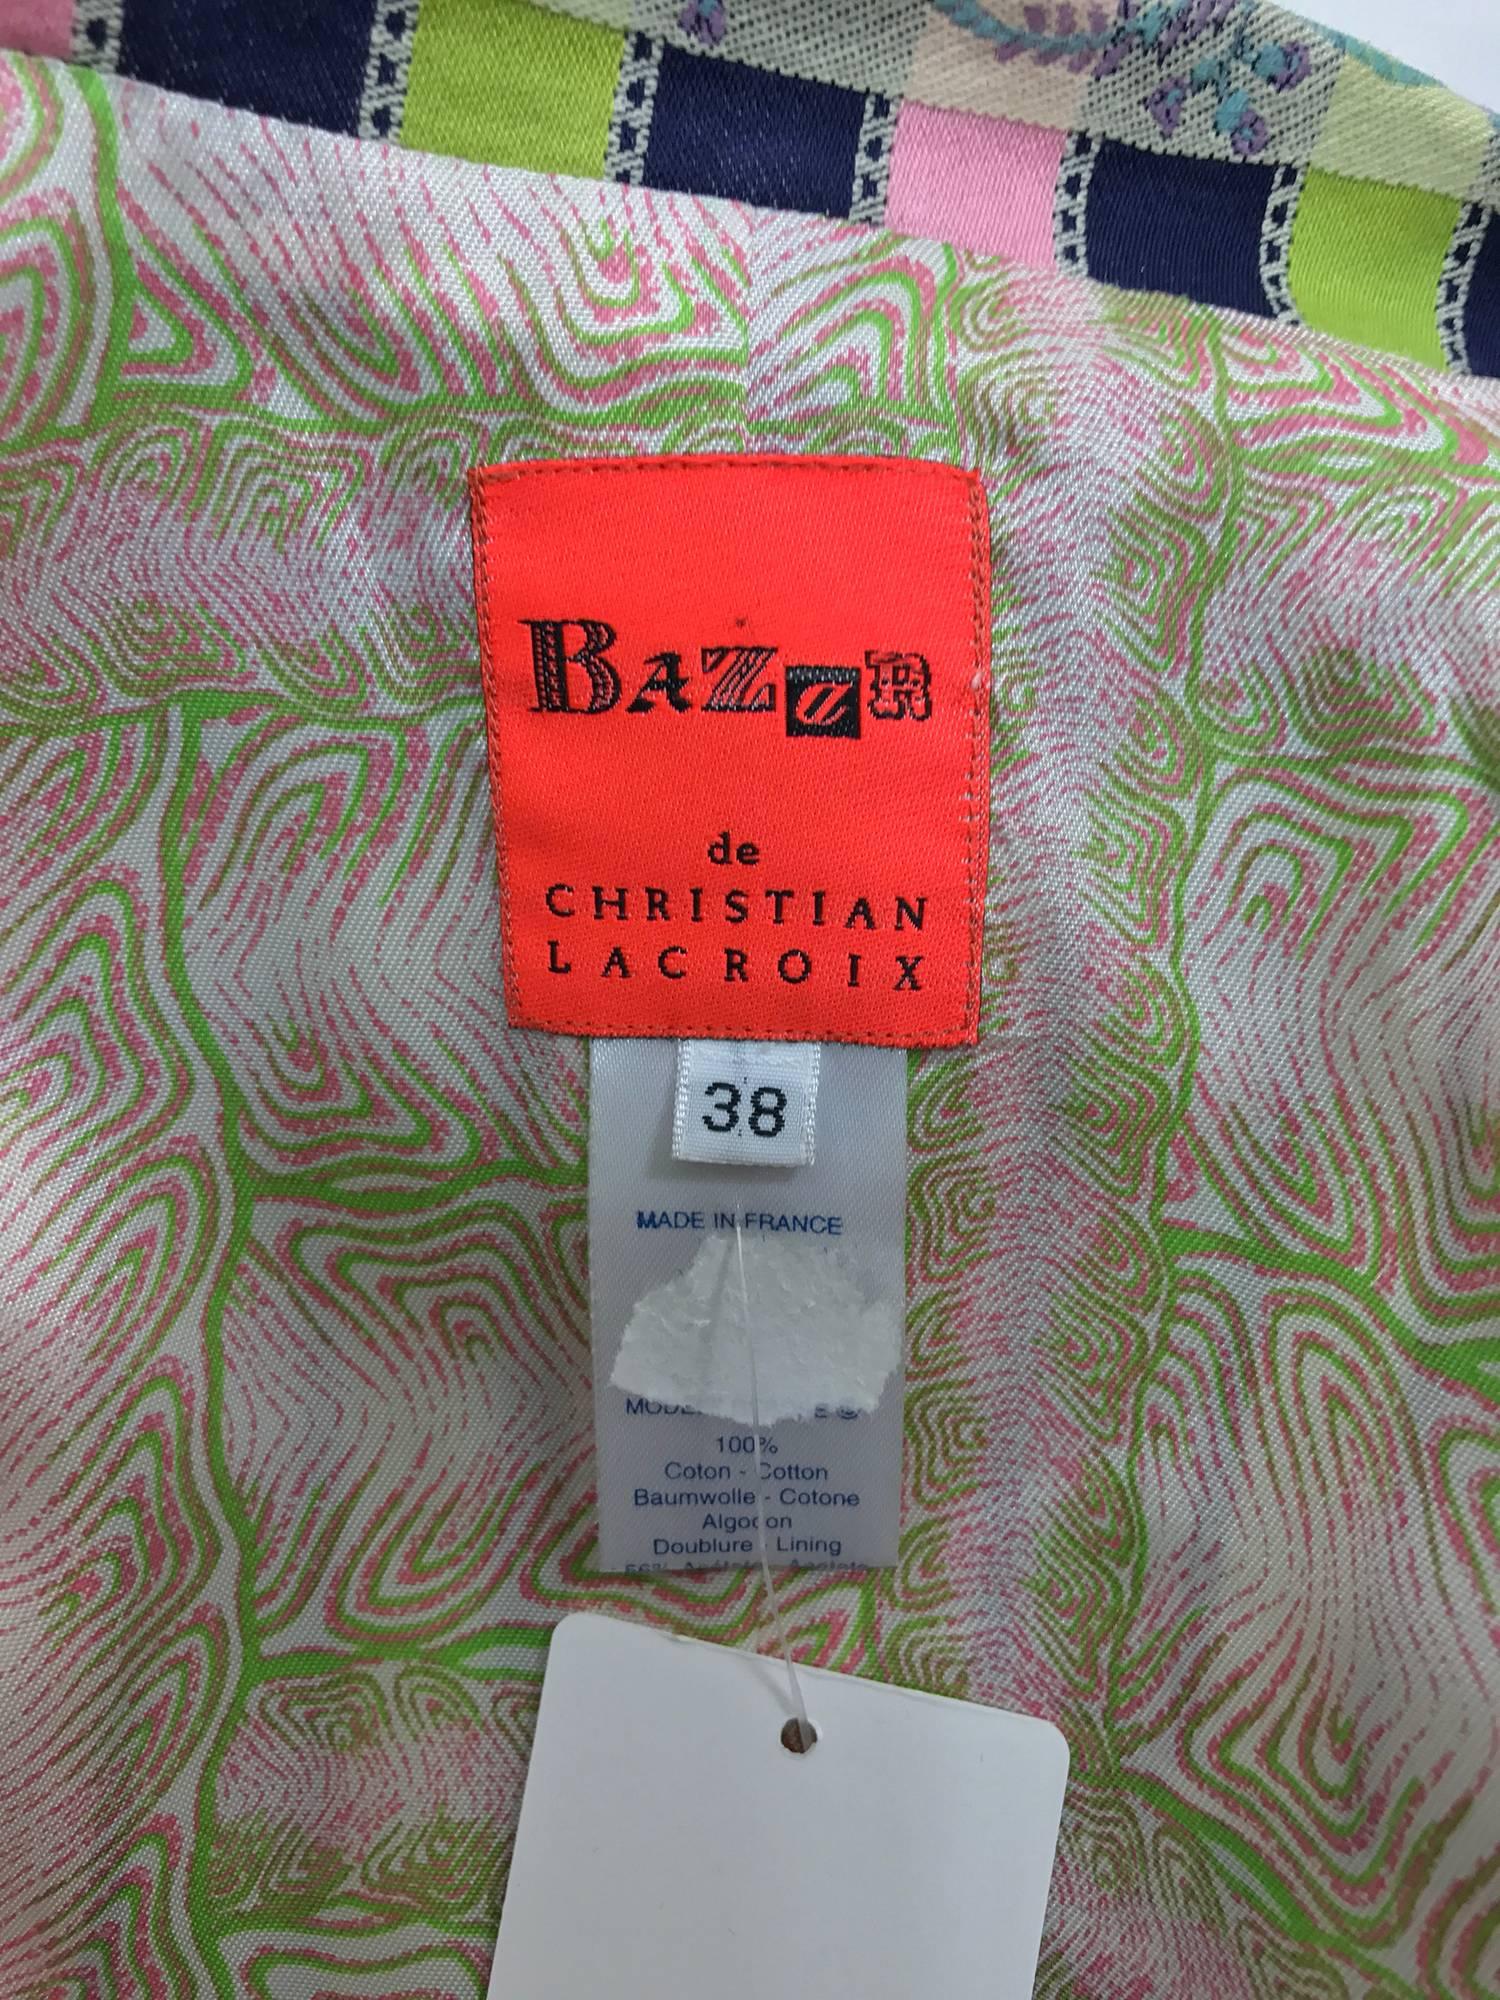 BAZaR
de
CHRISTIAN
LACROIX
38
MADE IN FRANCE
100%
Coton - Cotton
Baumwolle - Cotone
Algodon
Doublure - Lining